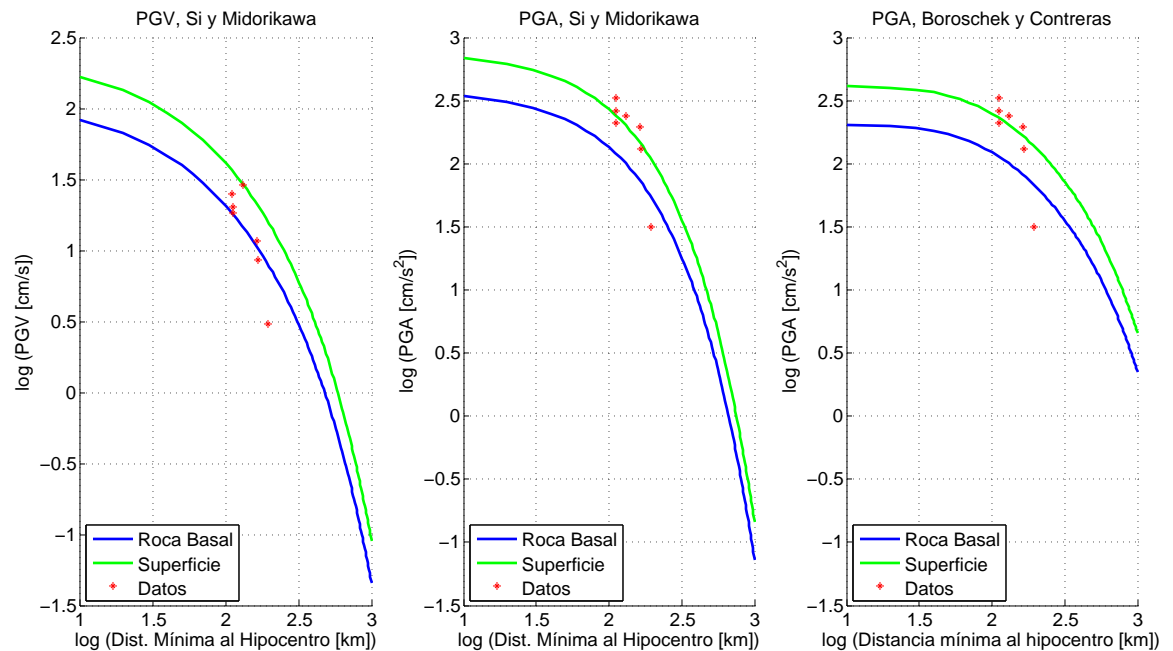 PGV, Si y Midorikawa
log (PGV [cm/s])
2.5
2
1.5
1
0.5
0
−0.5
−1
−1.5
1
1.5
2
2.5
3
log (Dist. Mínima al Hipocentro [km])
Roca Basal
Superficie
Datos
PGA, Si y Midorikawa
log (PGA [cm/s²])
3
2.5
2
1.5
1
0.5
0
−0.5
−1
−1.5
1
1.5
2
2.5
3
log (Dist. Mínima al Hipocentro [km])
Roca Basal
Superficie
Datos
PGA, Boroschek y Contreras
log (PGA [cm/s²])
3
2.5
2
1.5
1
0.5
0
−0.5
−1
−1.5
1
1.5
2
2.5
3
log (Distancia mínima al hipocentro [km])
Roca Basal
Superficie
Datos